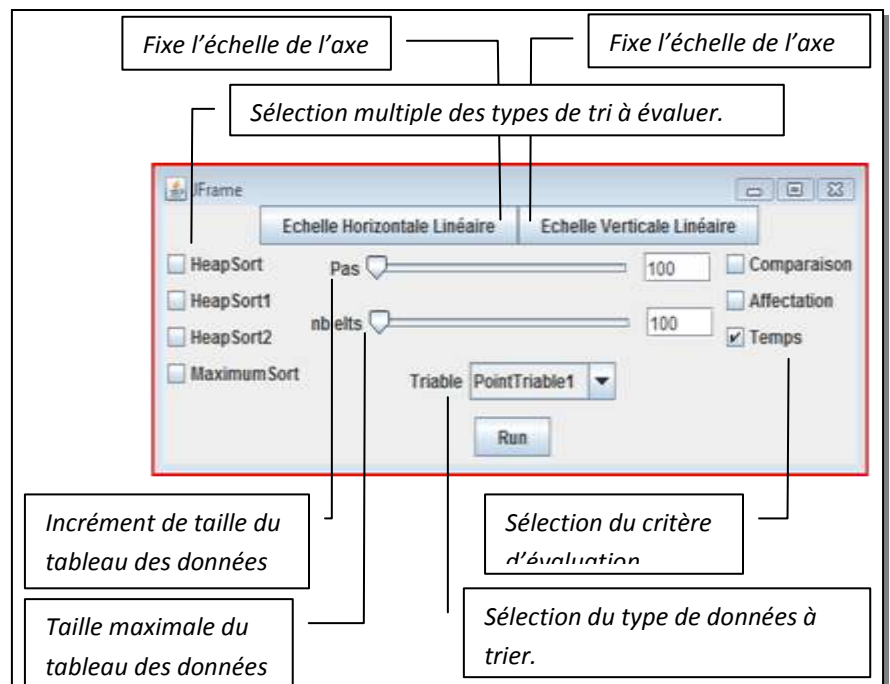 Fixe l'échelle de l'axe
Fixe l'échelle de l'axe
Sélection multiple des types de tri à évaluer.
JFrame
Echelle Horizontale Linéaire
Echelle Verticale Linéaire
HeapSort
Pas
100
Comparaison
HeapSort1
Affectation
nb elts
100
HeapSort2
Temps
MaximumSort
Triable
PointTriable1
Run
Incrément de taille du
tableau des données
Sélection du critère
d'évaluation
Taille maximale du
tableau des données
Sélection du type de données à
trier.